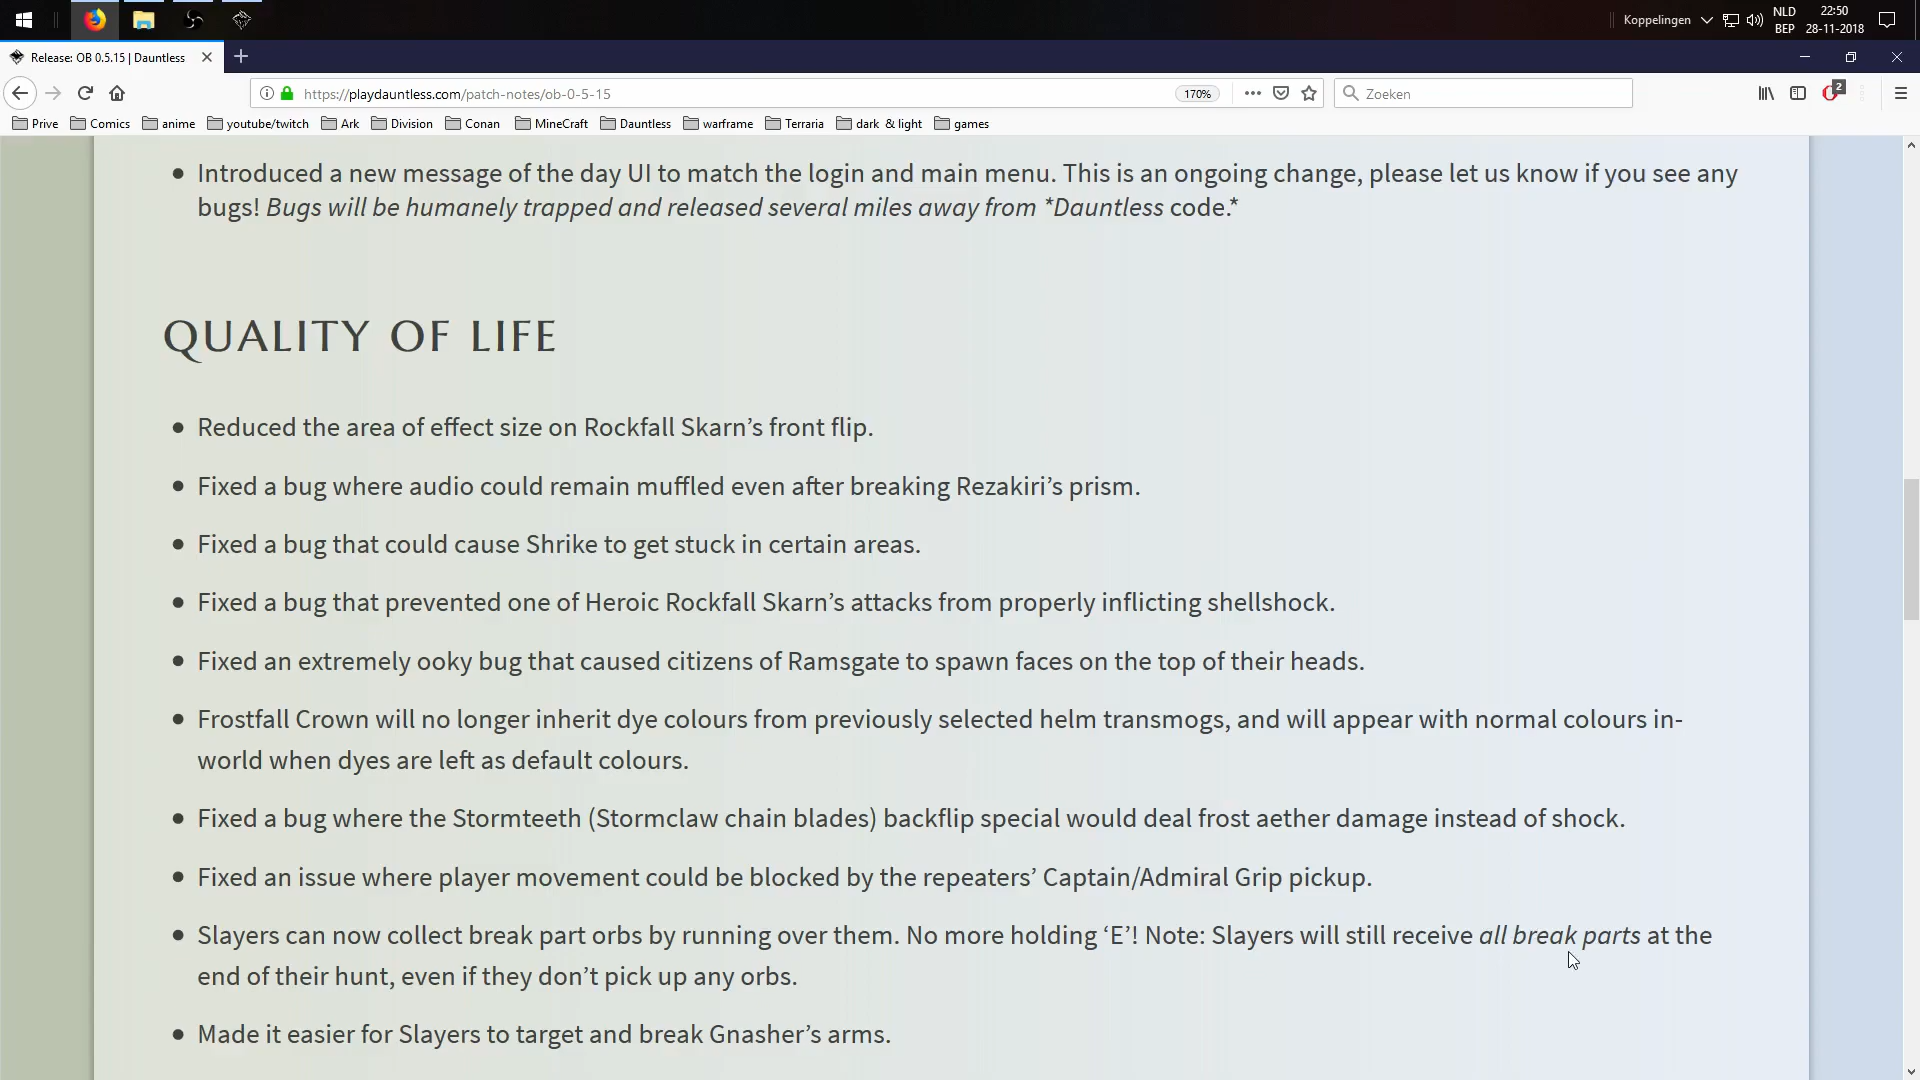 Koppelingen
NLD
BEP
22:50
28-11-2018
Release: OB 0.5.15 | Dauntless
https://playdauntless.com/patch-notes/ob-0-5-15
170%
Zoeken
2
Prive
Comics
anime
youtube/twitch
Ark
Division
Conan
MineCraft
Dauntless
warframe
Terraria
dark & light
games
• Introduced a new message of the day UI to match the login and main menu. This is an ongoing change, please let us know if you see any
bugs! Bugs will be humanely trapped and released several miles away from *Dauntless code.*
QUALITY OF LIFE
• Reduced the area of effect size on Rockfall Skarn’s front flip.
• Fixed a bug where audio could remain muffled even after breaking Rezakiri’s prism.
• Fixed a bug that could cause Shrike to get stuck in certain areas.
• Fixed a bug that prevented one of Heroic Rockfall Skarn’s attacks from properly inflicting shellshock.
• Fixed an extremely ooky bug that caused citizens of Ramsgate to spawn faces on the top of their heads.
• Frostfall Crown will no longer inherit dye colours from previously selected helm transmogs, and will appear with normal colours in-
world when dyes are left as default colours.
• Fixed a bug where the Stormteeth (Stormclaw chain blades) backflip special would deal frost aether damage instead of shock.
• Fixed an issue where player movement could be blocked by the repeaters’ Captain/Admiral Grip pickup.
• Slayers can now collect break part orbs by running over them. No more holding ‘E’! Note: Slayers will still receive all break parts at the
end of their hunt, even if they don’t pick up any orbs.
• Made it easier for Slayers to target and break Gnasher’s arms.